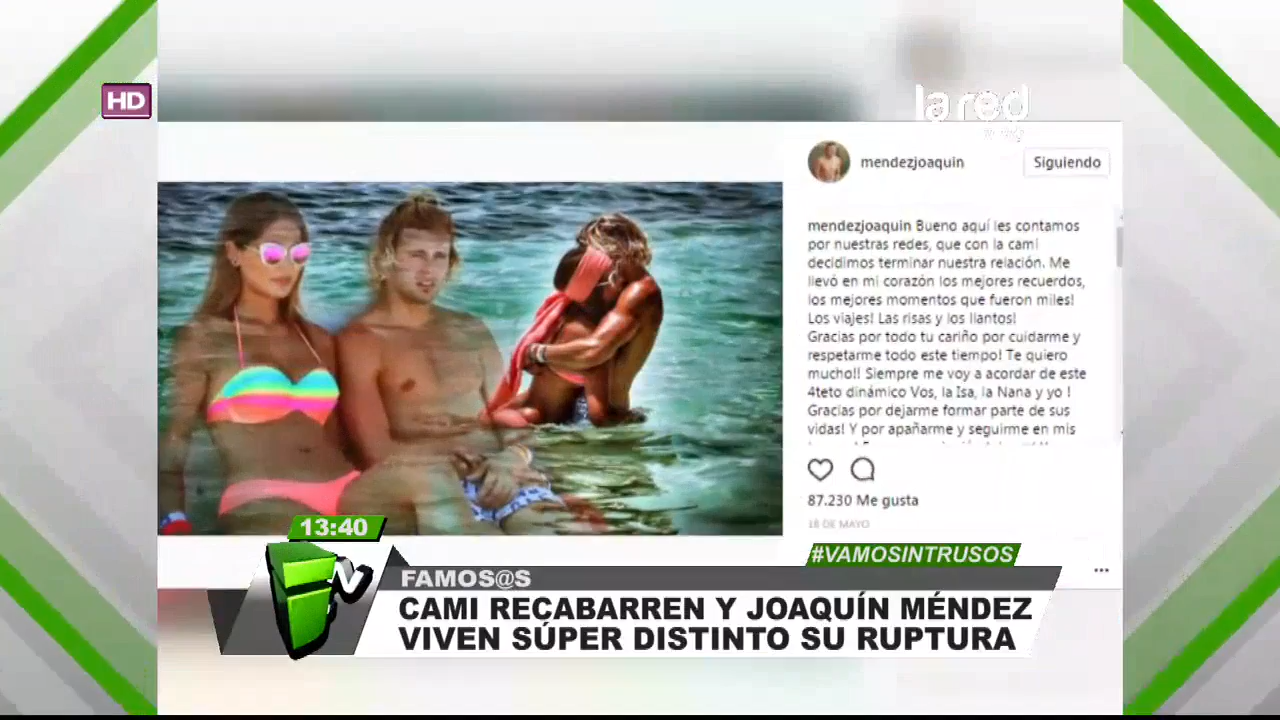 HD
la red
mendezjoaquin
Siguiendo
mendezjoaquin Bueno aquí les contamos
por nuestras redes, que con la cami
decidimos terminar nuestra relación. Me
llevó en mi corazón los mejores recuerdos,
los mejores momentos que fueron miles!
Los viajes! Las risas y los llantos!
Gracias por todo tu cariño por cuidarme y
respetarme todo este tiempo! Te quiero
mucho!! Siempre me voy a acordar de este
4teto dinámico Vos, la Isa, la Nana y yo !
Gracias por dejarme formar parte de sus
vidas! Y por apañarme y seguirme en mis
87.230 Me gusta
18 DE MAYO
13:40
#VAMOSINTRUSOS
FAMOS@S
CAMI RECABARREN Y JOAQUÍN MÉNDEZ
VIVEN SÚPER DISTINTO SU RUPTURA